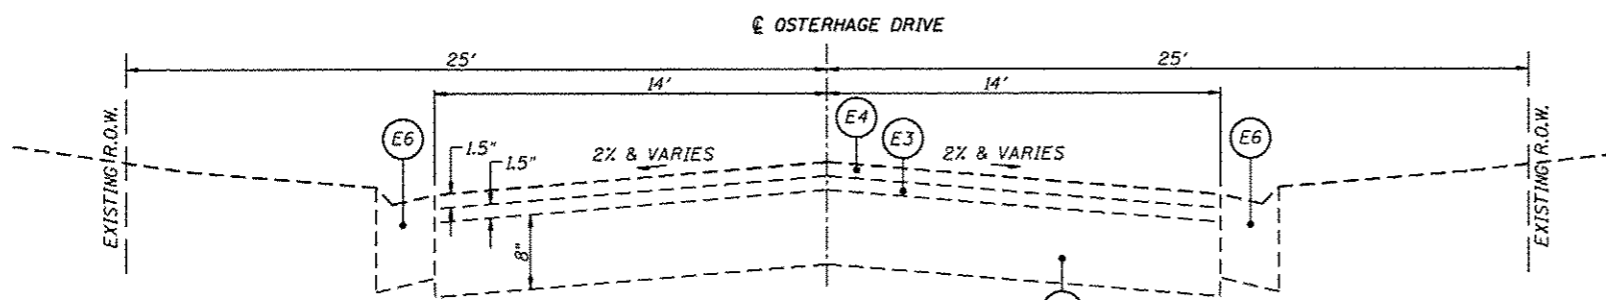 ℄ OSTERHAGE DRIVE
25' 25'
14' 14'
E4
E6 E3 E6
1.5" 1.5" 2% & VARIES 2% & VARIES
EXISTING R.O.W. EXISTING R.O.W.
8"